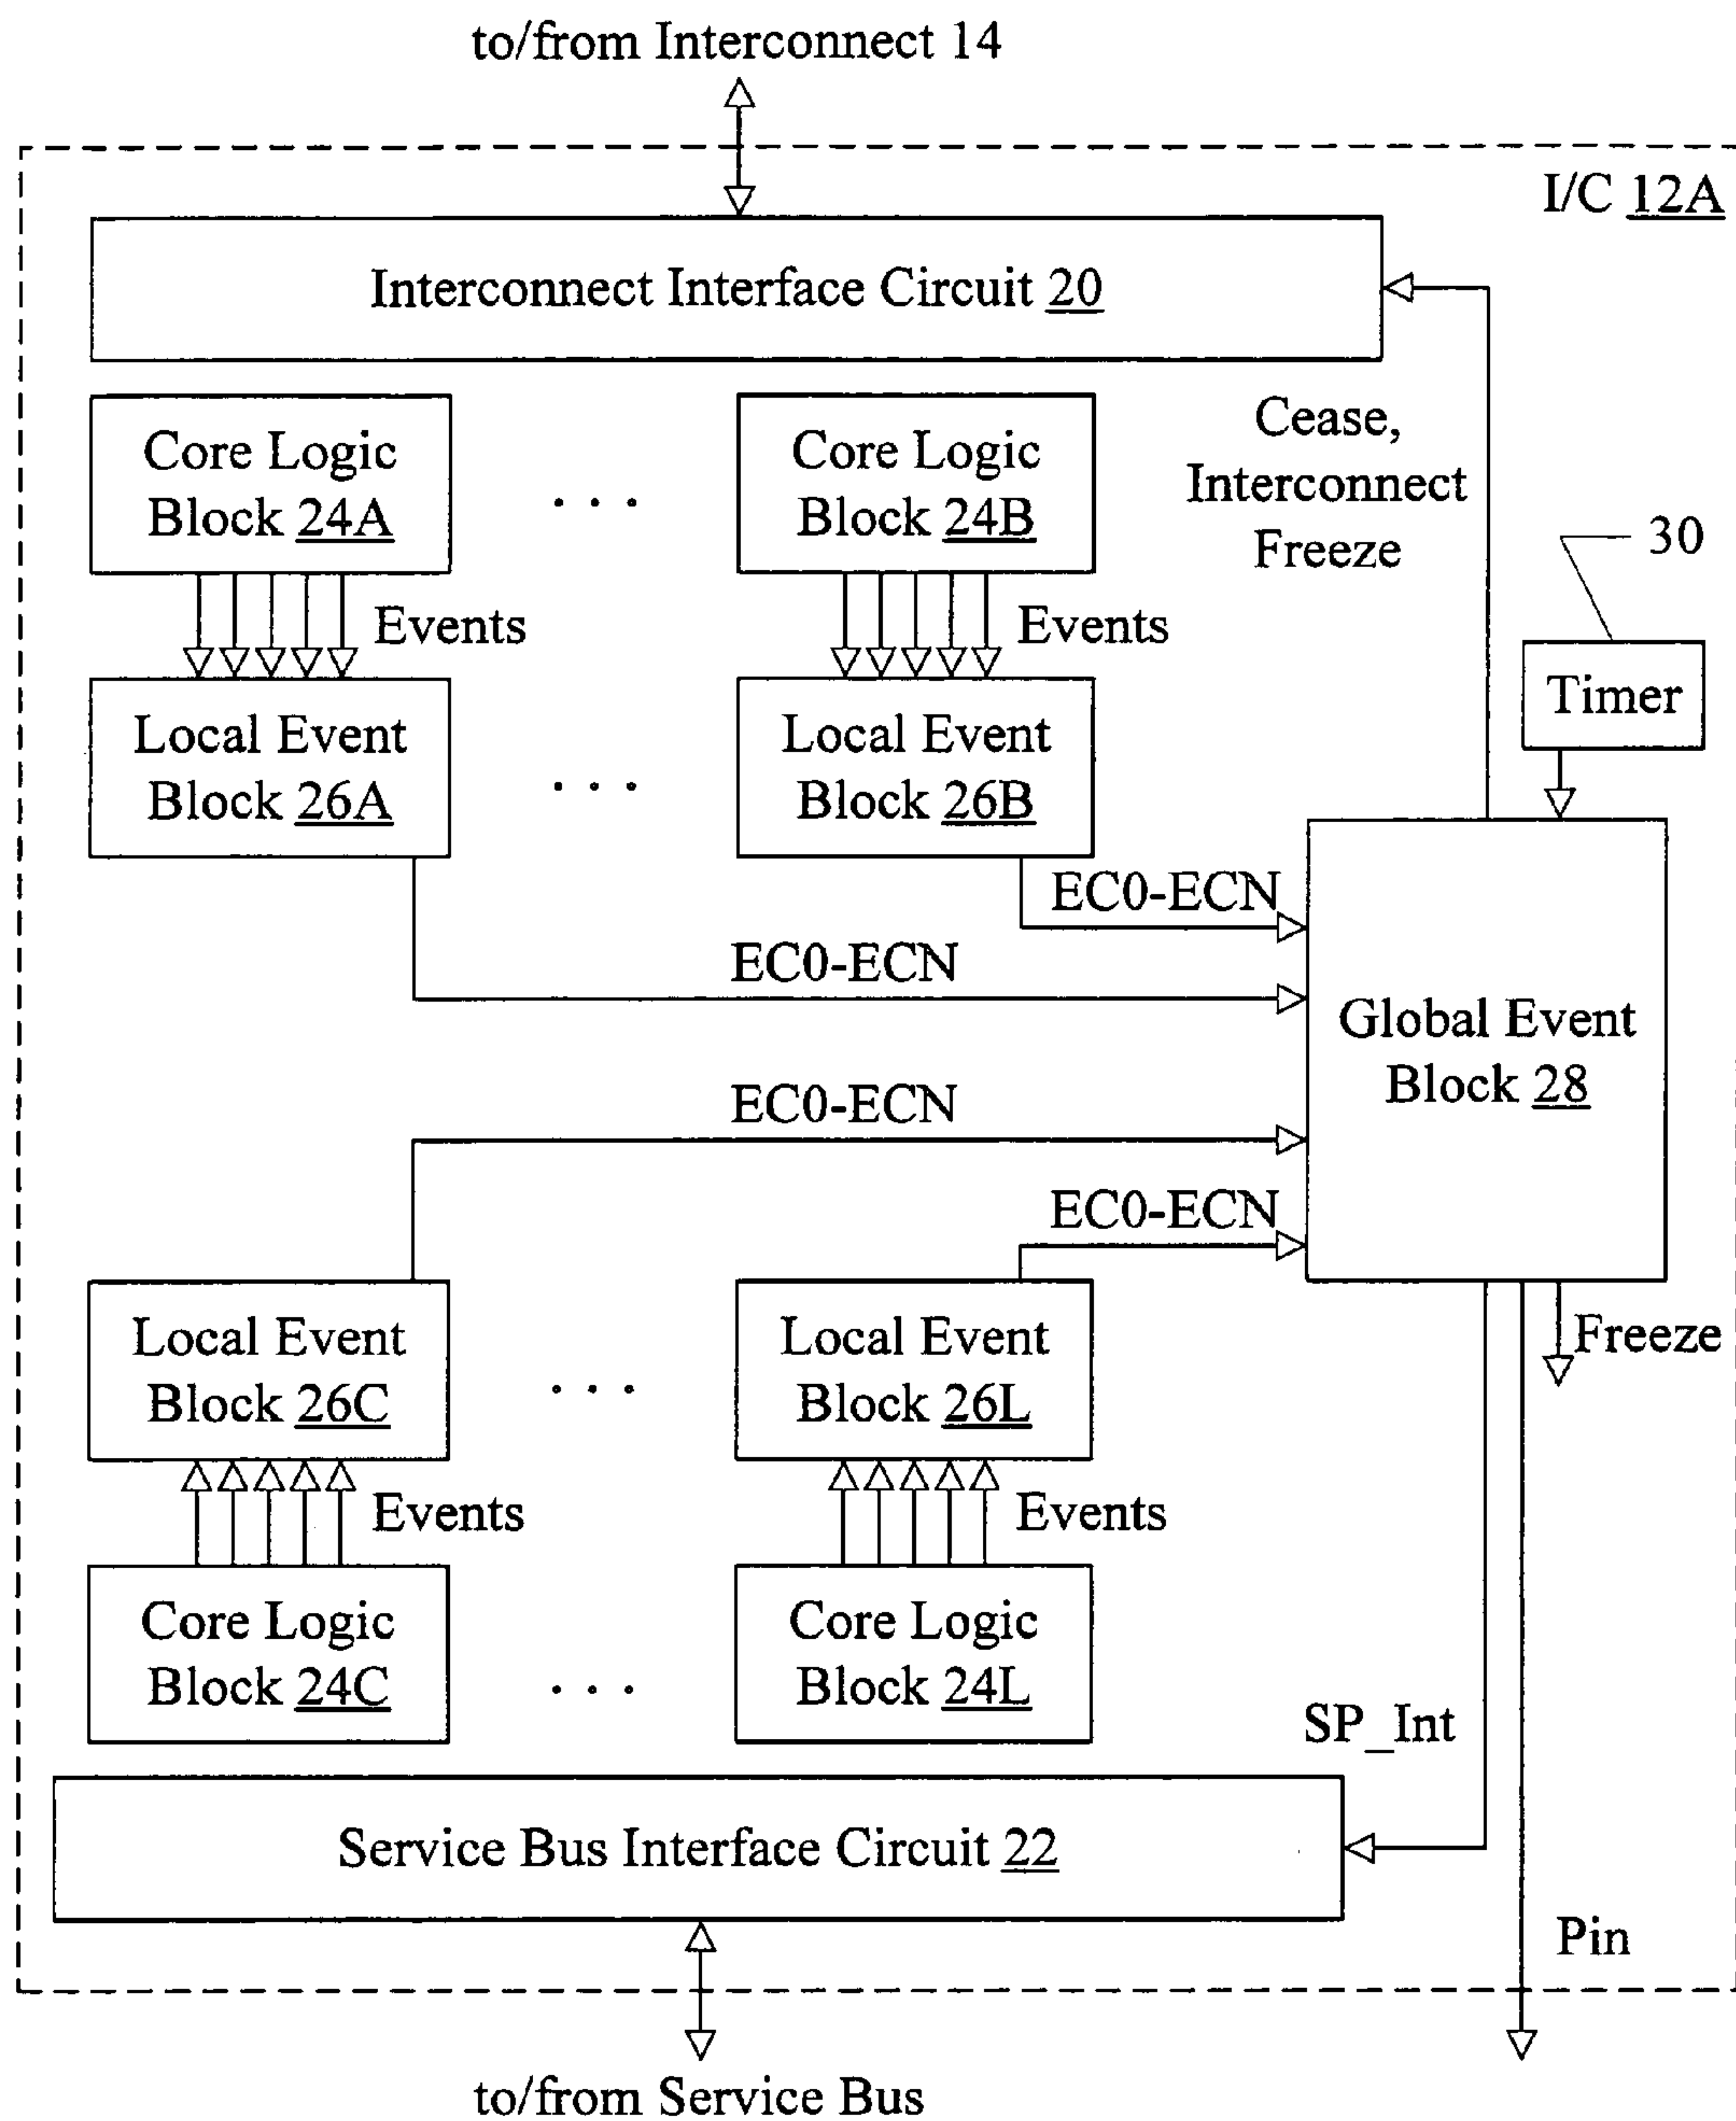 to/from Interconnect 14
I/C 12A
Interconnect Interface Circuit 20
Core Logic
Block 24A
. . .
Core Logic
Block 24B
Cease,
Interconnect
Freeze
30
Events
Events
Timer
Local Event
Block 26A
. . .
Local Event
Block 26B
EC0-ECN
EC0-ECN
Global Event
Block 28
EC0-ECN
EC0-ECN
Local Event
Block 26C
. . .
Local Event
Block 26L
Freeze
Events
Events
Core Logic
Block 24C
. . .
Core Logic
Block 24L
SP_Int
Service Bus Interface Circuit 22
Pin
to/from Service Bus